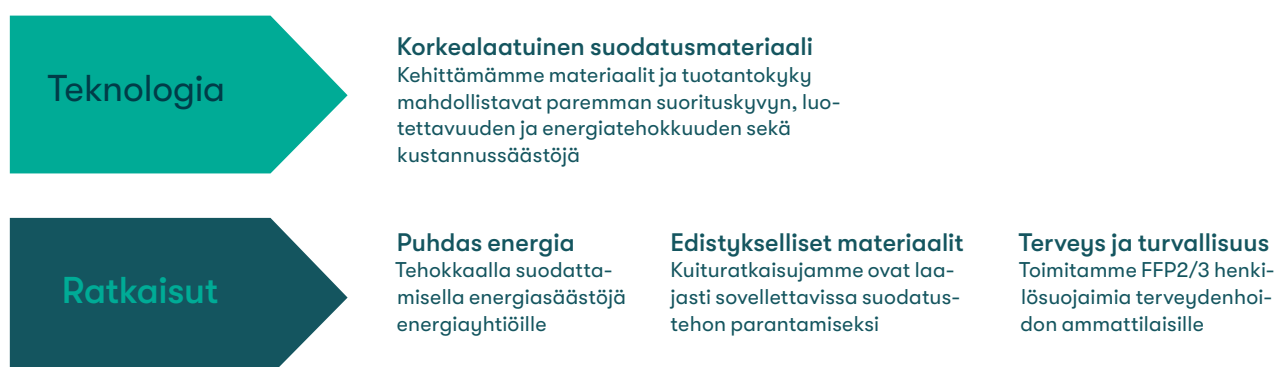 Teknologia
Korkealaatuinen suodatusmateriaali
Kehittämämme materiaalit ja tuotantokyky
mahdollistavat paremman suorituskyvyn, luo-
tettavuuden ja energiatehokkuuden sekä
kustannussäästöjä
Ratkaisut
Puhdas energia
Tehokkaalla suodatta-
misella energiasäästöjä
energiayhtiöille
Edistykselliset materiaalit
Kuituratkaisujamme ovat laa-
jasti sovellettavissa suodatus-
tehon parantamiseksi
Terveys ja turvallisuus
Toimitamme FFP2/3 henki-
lösuojaimia terveydenhoi-
don ammattilaisille